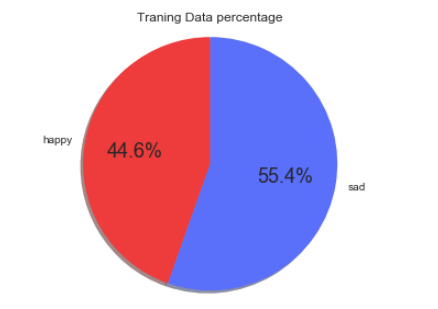 Traning Data percentage
happy
44.6%
55.4%
sad